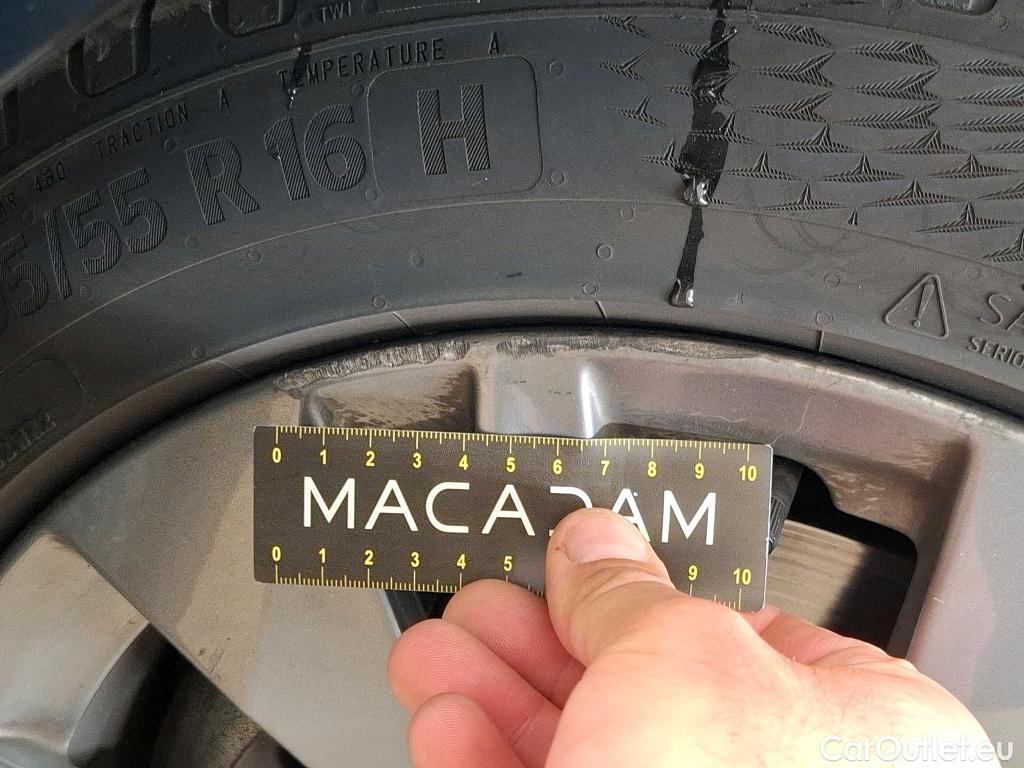 TWI
TEMPERATURE A
TRACTION A
480
5/55 R 16 H
SERIO
0 1 2 3 4 5 6 7 8 9 10
MACADAM
0 1 2 3 4 5 9 10
CarOutlet.eu